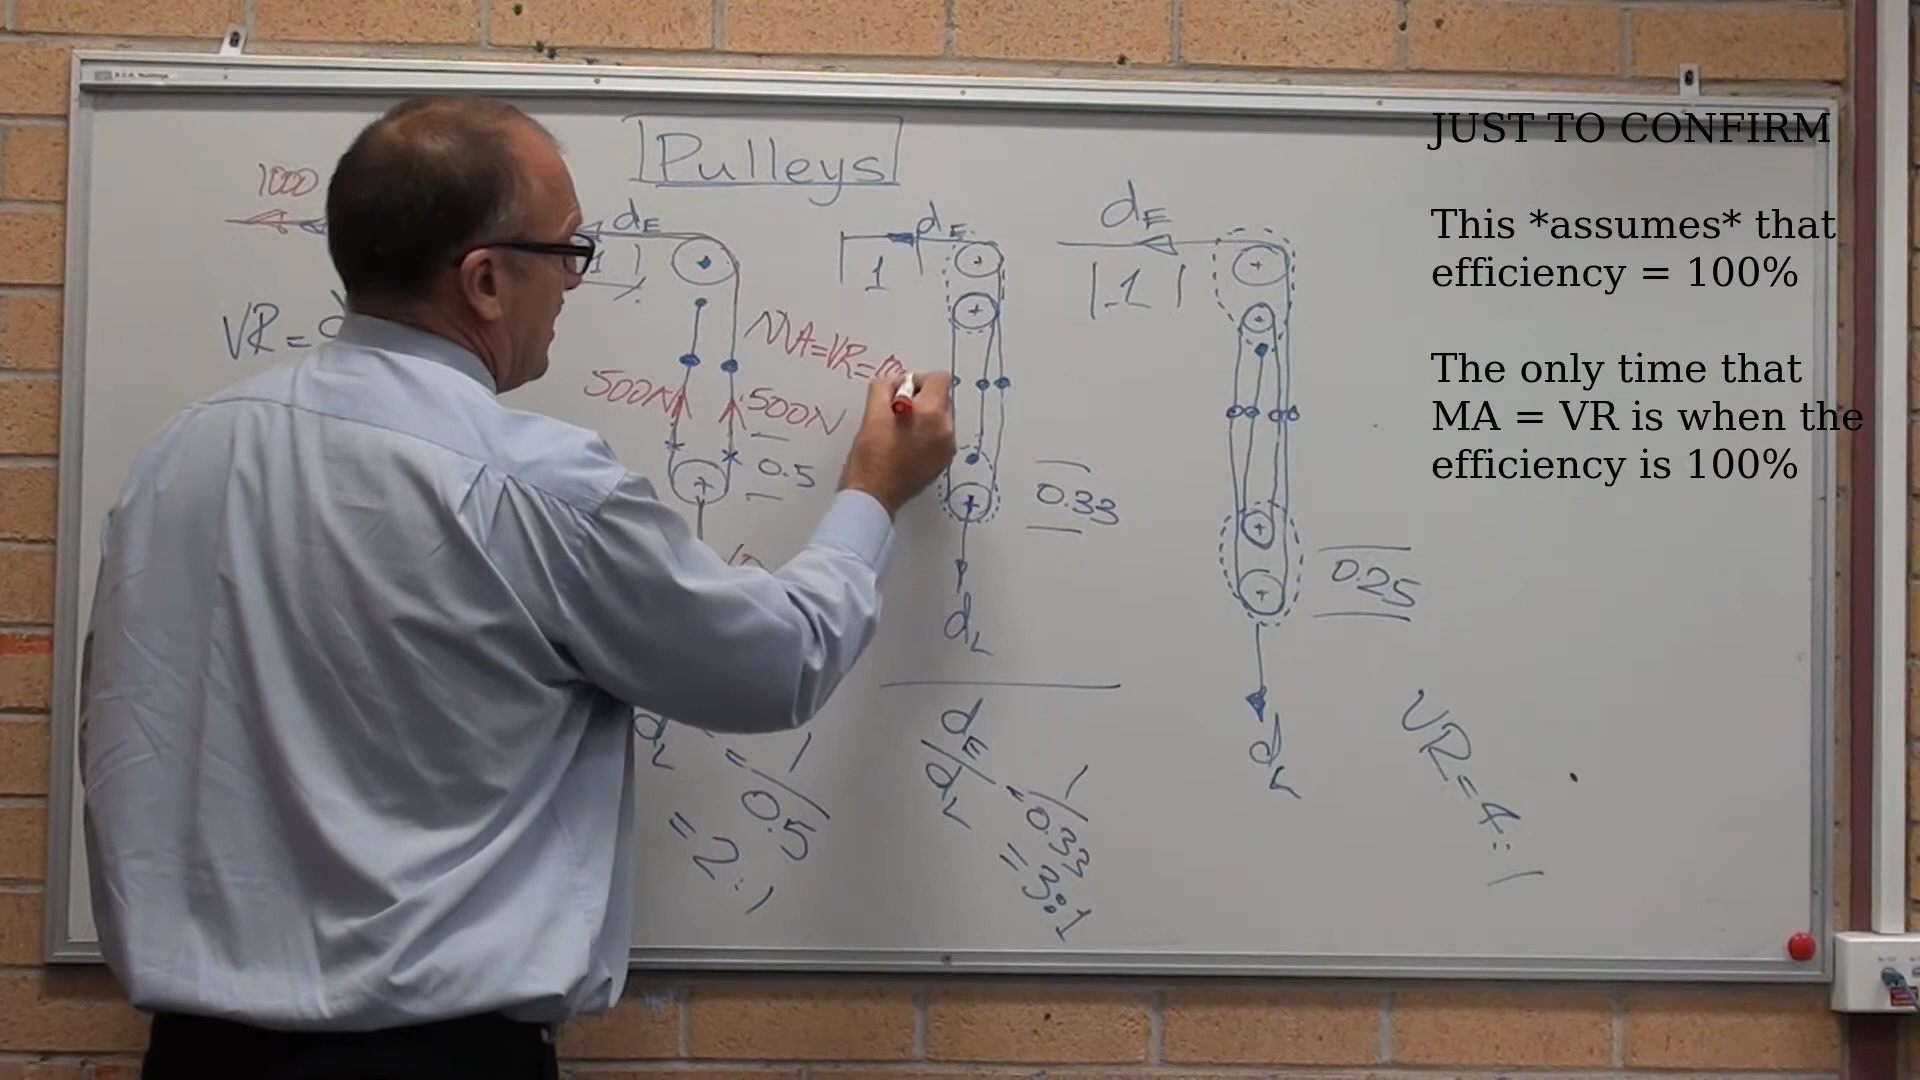 Pulleys
JUST TO CONFIRM
This *assumes* that
efficiency = 100%
The only time that
MA = VR is when the
efficiency is 100%
1000
VR =
dE
1
MA=VR=
500N
500N
0.5
dL
= 1/0.5
= 2:1
dE
1
0.33
dL
dE/dL = 1/0.33
= 3:1
dE
1
0.25
dL
VR = 4:1